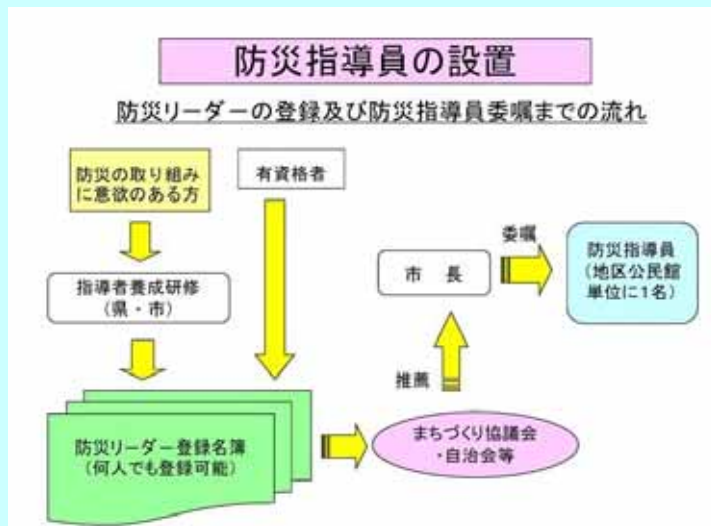 防災指導員の設置
防災リーダーの登録及び防災指導員委嘱までの流れ
防災の取り組み
に意欲のある方
有資格者
指導者養成研修
（県・市）
防災リーダー登録名簿
（何人でも登録可能）
まちづくり協議会
・自治会等
推薦
市　長
委嘱
防災指導員
（地区公民館
単位に1名）